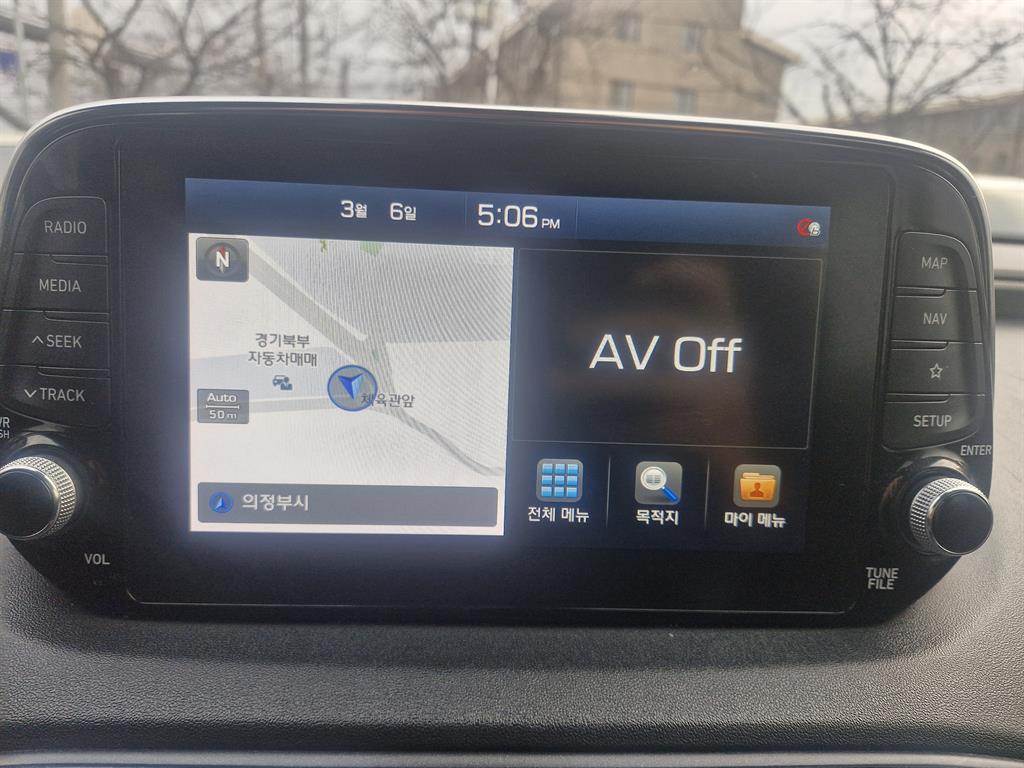 3월 6일 5:06 PM
RADIO
MEDIA
SEEK
TRACK
VOL
N
경기북부
자동차매매
체육관앞
Auto
50 m
의정부시
AV Off
전체 메뉴
목적지
마이 메뉴
MAP
NAV
SETUP
ENTER
TUNE
FILE